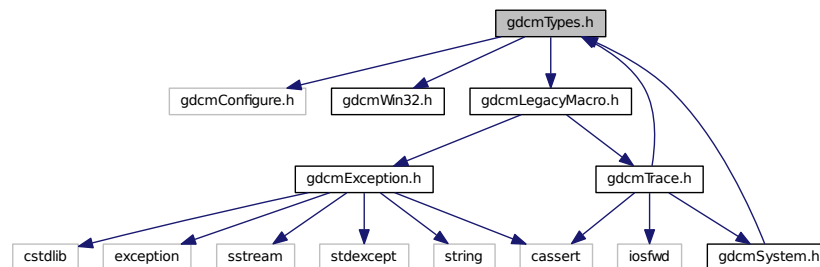 gdcmTypes.h
gdcmConfigure.h
gdcmWin32.h
gdcmLegacyMacro.h
gdcmException.h
gdcmTrace.h
cstdlib
exception
sstream
stdexcept
string
cassert
iosfwd
gdcmSystem.h